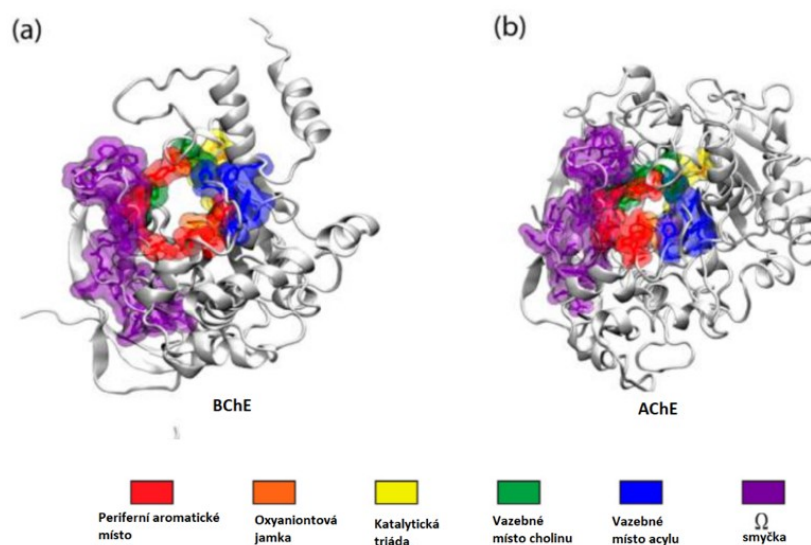 (a)
(b)
BChE
AChE
Periferní aromatické
místo
Oxyaniontová
jamka
Katalytická
triáda
Vazebné
místo cholinu
Vazebné
místo acylu
Ω
smyčka